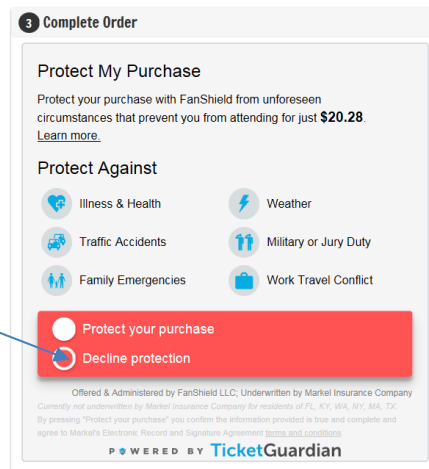 3 Complete Order
Protect My Purchase
Protect your purchase with FanShield from unforeseen
circumstances that prevent you from attending for just $20.28.
Learn more.
Protect Against
Illness & Health
Weather
Traffic Accidents
Military or Jury Duty
Family Emergencies
Work Travel Conflict
Protect your purchase
Decline protection
Offered & Administered by FanShield LLC; Underwritten by Markel Insurance Company
Currently not underwritten by Markel Insurance Company for residents of FL, KY, WA, NY, MA, TX.
By pressing "Protect your purchase" you confirm the information provided is true and complete and
agree to Markel's Electronic Record and Signature Agreement terms and conditions.
POWERED BY TicketGuardian